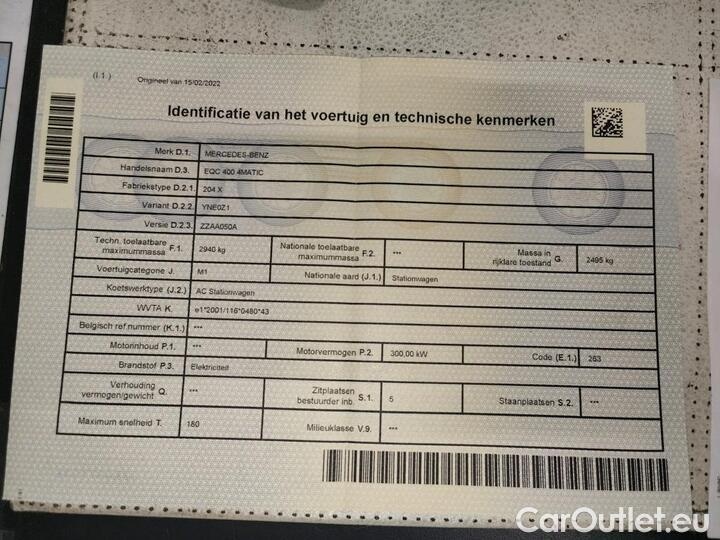 (I.1.)
Origineel van 15/02/2022
Identificatie van het voertuig en technische kenmerken
Merk D.1. MERCEDES-BENZ
Handelsnaam D.3. EQC 400 4MATIC
Fabriekstype D.2.1. 204 X
Variant D.2.2. YNE0Z1
Versie D.2.3. ZZAA050A
Techn. toelaatbare maximummassa F.1. 2940 kg Nationale toelaatbare maximummassa F.2. *** Massa in rijklare toestand G. 2495 kg
Voertuigcategorie J. M1 Nationale aard (J.1.) Stationwagen
Koetswerktype (J.2.) AC Stationwagen
WVTA K. e1*2001/116*0480*43
Belgisch ref.nummer (K.1.) ***
Motorinhoud P.1. *** Motorvermogen P.2. 300,00 kW Code (E.1.) 263
Brandstof P.3. Elektriciteit
Verhouding vermogen/gewicht Q. *** Zitplaatsen bestuurder inb. S.1. 5 Staanplaatsen S.2. ***
Maximum snelheid T. 180 Milieuklasse V.9. ***
CarOutlet.eu